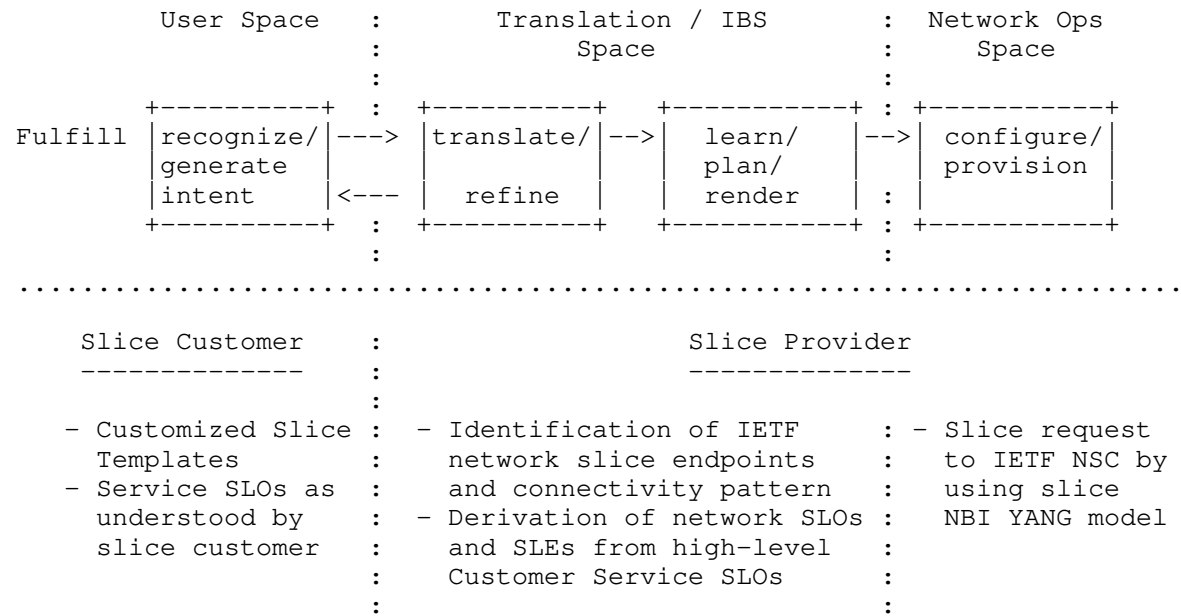 User Space : Translation / IBS : Network Ops
: Space : Space
: :
+----------+ : +----------+ +-----------+ : +-----------+
Fulfill |recognize/|---> |translate/|-->| learn/ |-->| configure/|
|generate | | | | plan/ | | provision |
|intent |<--- | refine | | render | : | |
+----------+ : +----------+ +-----------+ : +-----------+
: :
...........................................................................
Slice Customer : Slice Provider
-------------- : --------------
:
- Customized Slice : - Identification of IETF : - Slice request
Templates : network slice endpoints : to IETF NSC by
- Service SLOs as : and connectivity pattern : using slice
understood by : - Derivation of network SLOs : NBI YANG model
slice customer : and SLEs from high-level :
: Customer Service SLOs :
: :